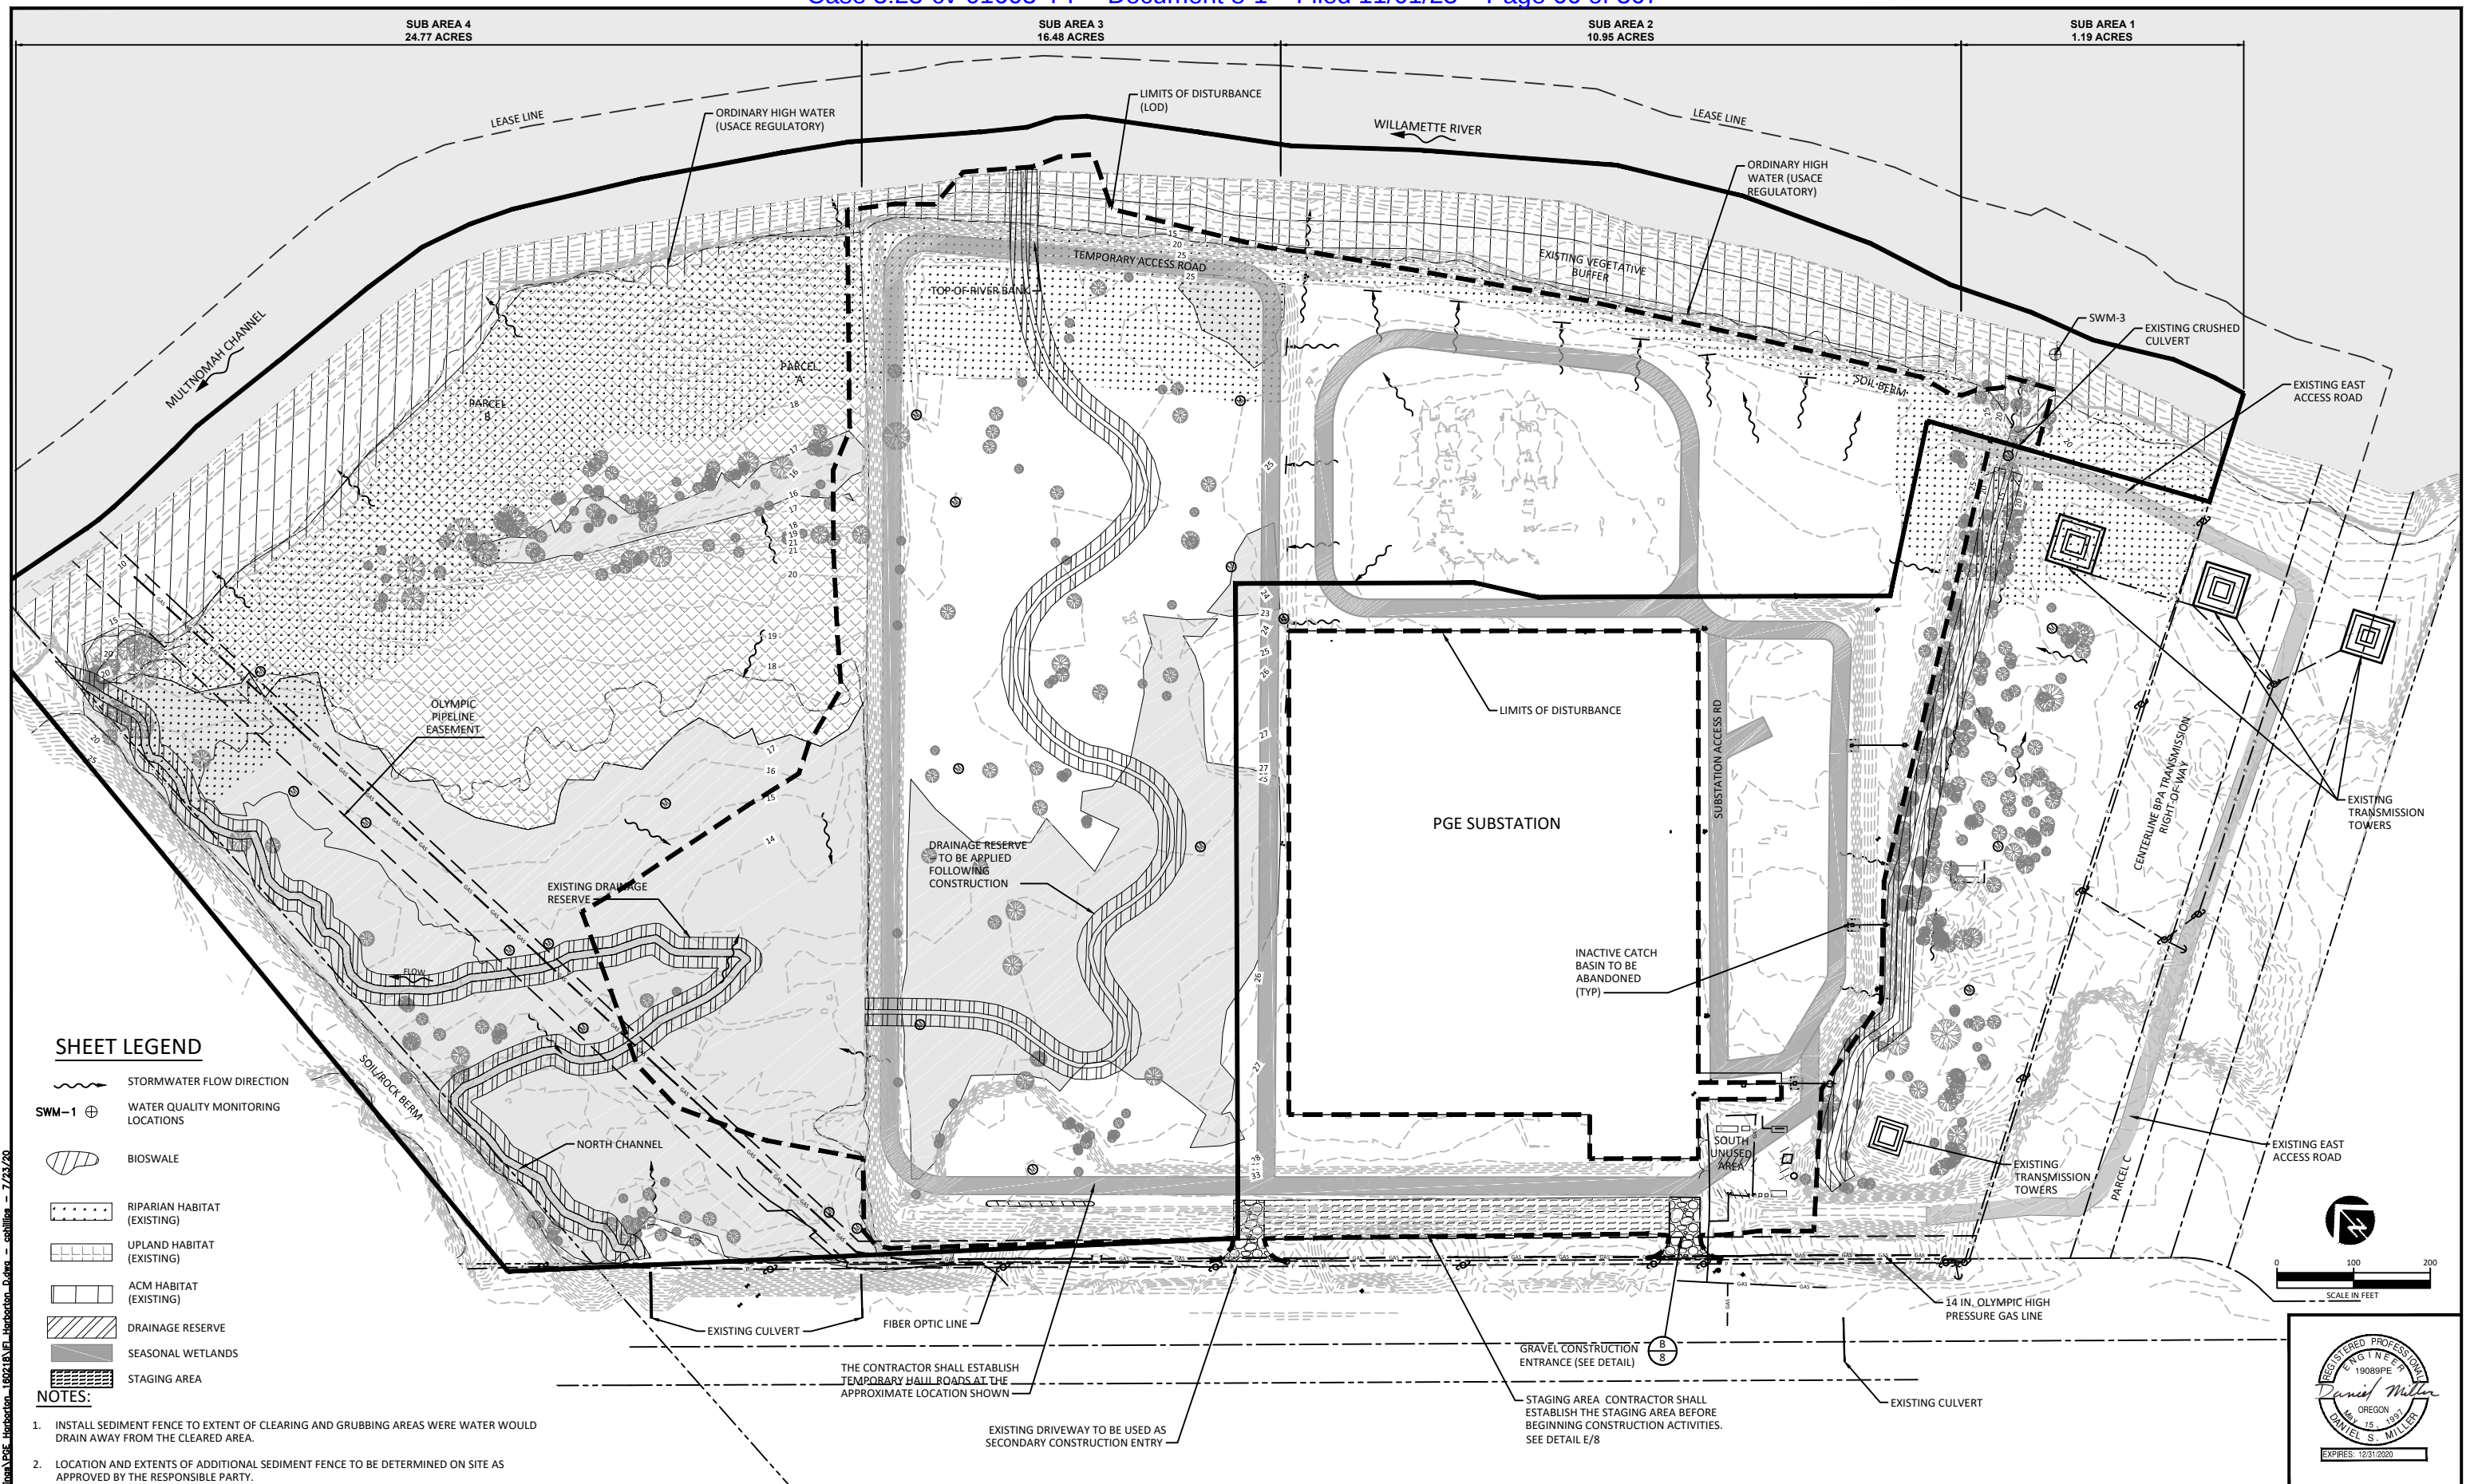 SUB AREA 4
24.77 ACRES
SUB AREA 3
16.48 ACRES
SUB AREA 2
10.95 ACRES
SUB AREA 1
1.19 ACRES
LEASE LINE
ORDINARY HIGH WATER
(USACE REGULATORY)
LIMITS OF DISTURBANCE
(LOD)
WILLAMETTE RIVER
LEASE LINE
ORDINARY HIGH
WATER (USACE
REGULATORY)
MULTNOMAH CHANNEL
TEMPORARY ACCESS ROAD
TOP OF RIVER BANK
EXISTING VEGETATIVE
BUFFER
SWM-3
EXISTING CRUSHED
CULVERT
SOIL BERM
EXISTING EAST
ACCESS ROAD
PARCEL
A
PARCEL
B
OLYMPIC
PIPELINE
EASEMENT
LIMITS OF DISTURBANCE
SUBSTATION ACCESS RD
PGE SUBSTATION
CENTERLINE BPA TRANSMISSION
RIGHT-OF-WAY
EXISTING
TRANSMISSION
TOWERS
DRAINAGE RESERVE
- TO BE APPLIED
FOLLOWING
CONSTRUCTION
EXISTING DRAINAGE
RESERVE
FLOW
INACTIVE CATCH
BASIN TO BE
ABANDONED
(TYP)
SOIL/ROCK BERM
NORTH CHANNEL
SOUTH
UNUSED
AREA
EXISTING
TRANSMISSION
TOWERS
PARCEL C
EXISTING EAST
ACCESS ROAD
SHEET LEGEND
STORMWATER FLOW DIRECTION
SWM-1
WATER QUALITY MONITORING
LOCATIONS
BIOSWALE
RIPARIAN HABITAT
(EXISTING)
UPLAND HABITAT
(EXISTING)
ACM HABITAT
(EXISTING)
DRAINAGE RESERVE
SEASONAL WETLANDS
STAGING AREA
NOTES:
1. INSTALL SEDIMENT FENCE TO EXTENT OF CLEARING AND GRUBBING AREAS WERE WATER WOULD
DRAIN AWAY FROM THE CLEARED AREA.
2. LOCATION AND EXTENTS OF ADDITIONAL SEDIMENT FENCE TO BE DETERMINED ON SITE AS
APPROVED BY THE RESPONSIBLE PARTY.
EXISTING CULVERT
FIBER OPTIC LINE
THE CONTRACTOR SHALL ESTABLISH
TEMPORARY HAUL ROADS AT THE
APPROXIMATE LOCATION SHOWN
EXISTING DRIVEWAY TO BE USED AS
SECONDARY CONSTRUCTION ENTRY
GRAVEL CONSTRUCTION
ENTRANCE (SEE DETAIL)
B
8
STAGING AREA CONTRACTOR SHALL
ESTABLISH THE STAGING AREA BEFORE
BEGINNING CONSTRUCTION ACTIVITIES.
SEE DETAIL E/8
EXISTING CULVERT
14 IN. OLYMPIC HIGH
PRESSURE GAS LINE
0 100 200
SCALE IN FEET
REGISTERED PROFESSIONAL
ENGINEER
19089PE
Daniel Miller
OREGON
May 15, 1997
DANIEL S. MILLER
EXPIRES: 12/31/2020